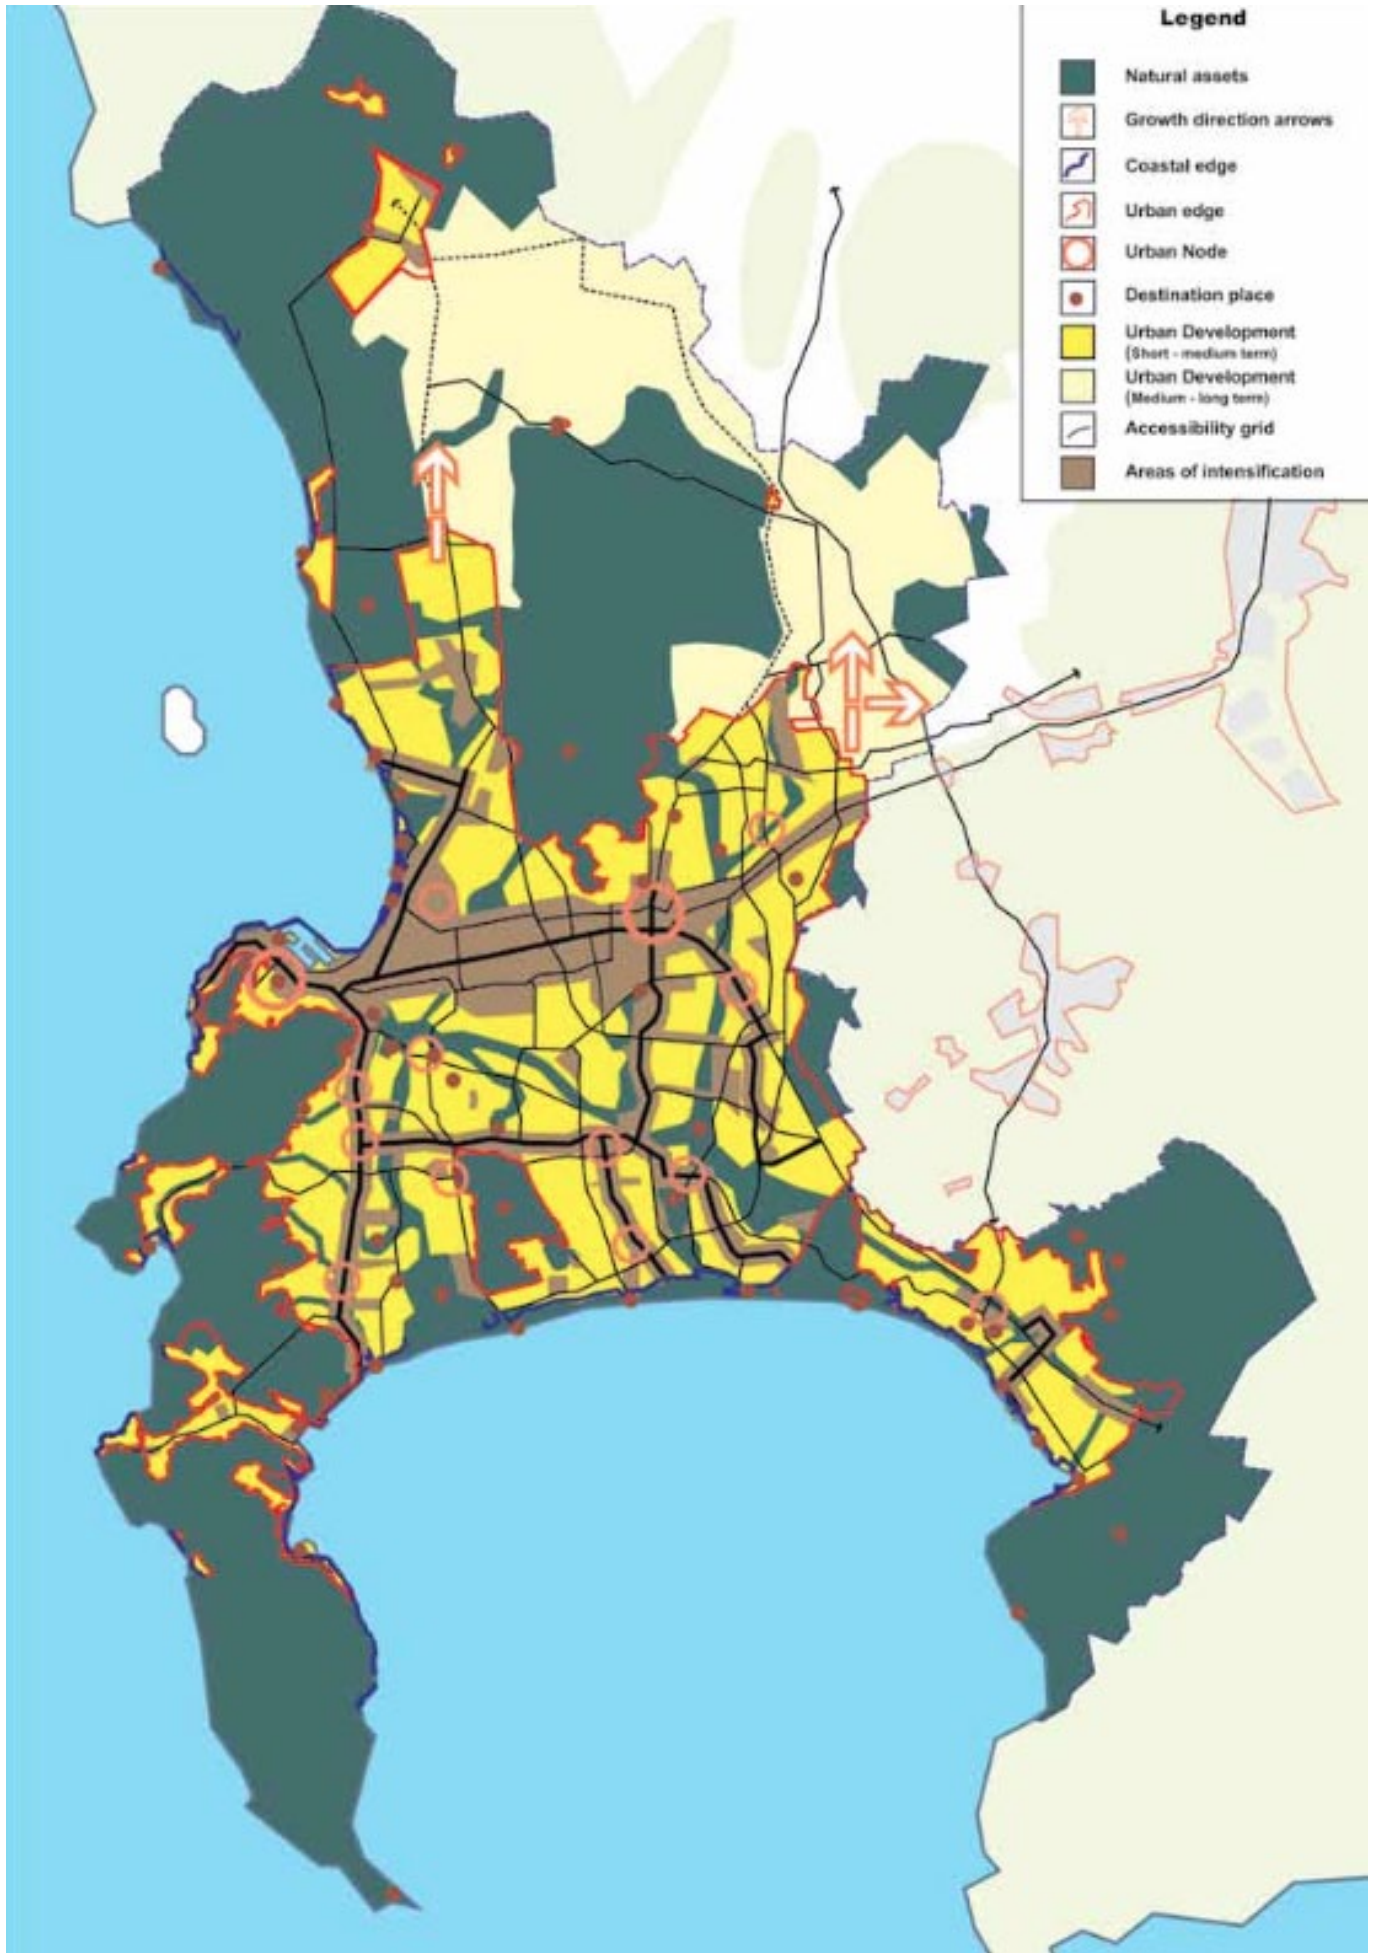 Legend
Natural assets
Growth direction arrows
Coastal edge
Urban edge
Urban Node
Destination place
Urban Development
(Short - medium term)
Urban Development
(Medium - long term)
Accessibility grid
Areas of intensification